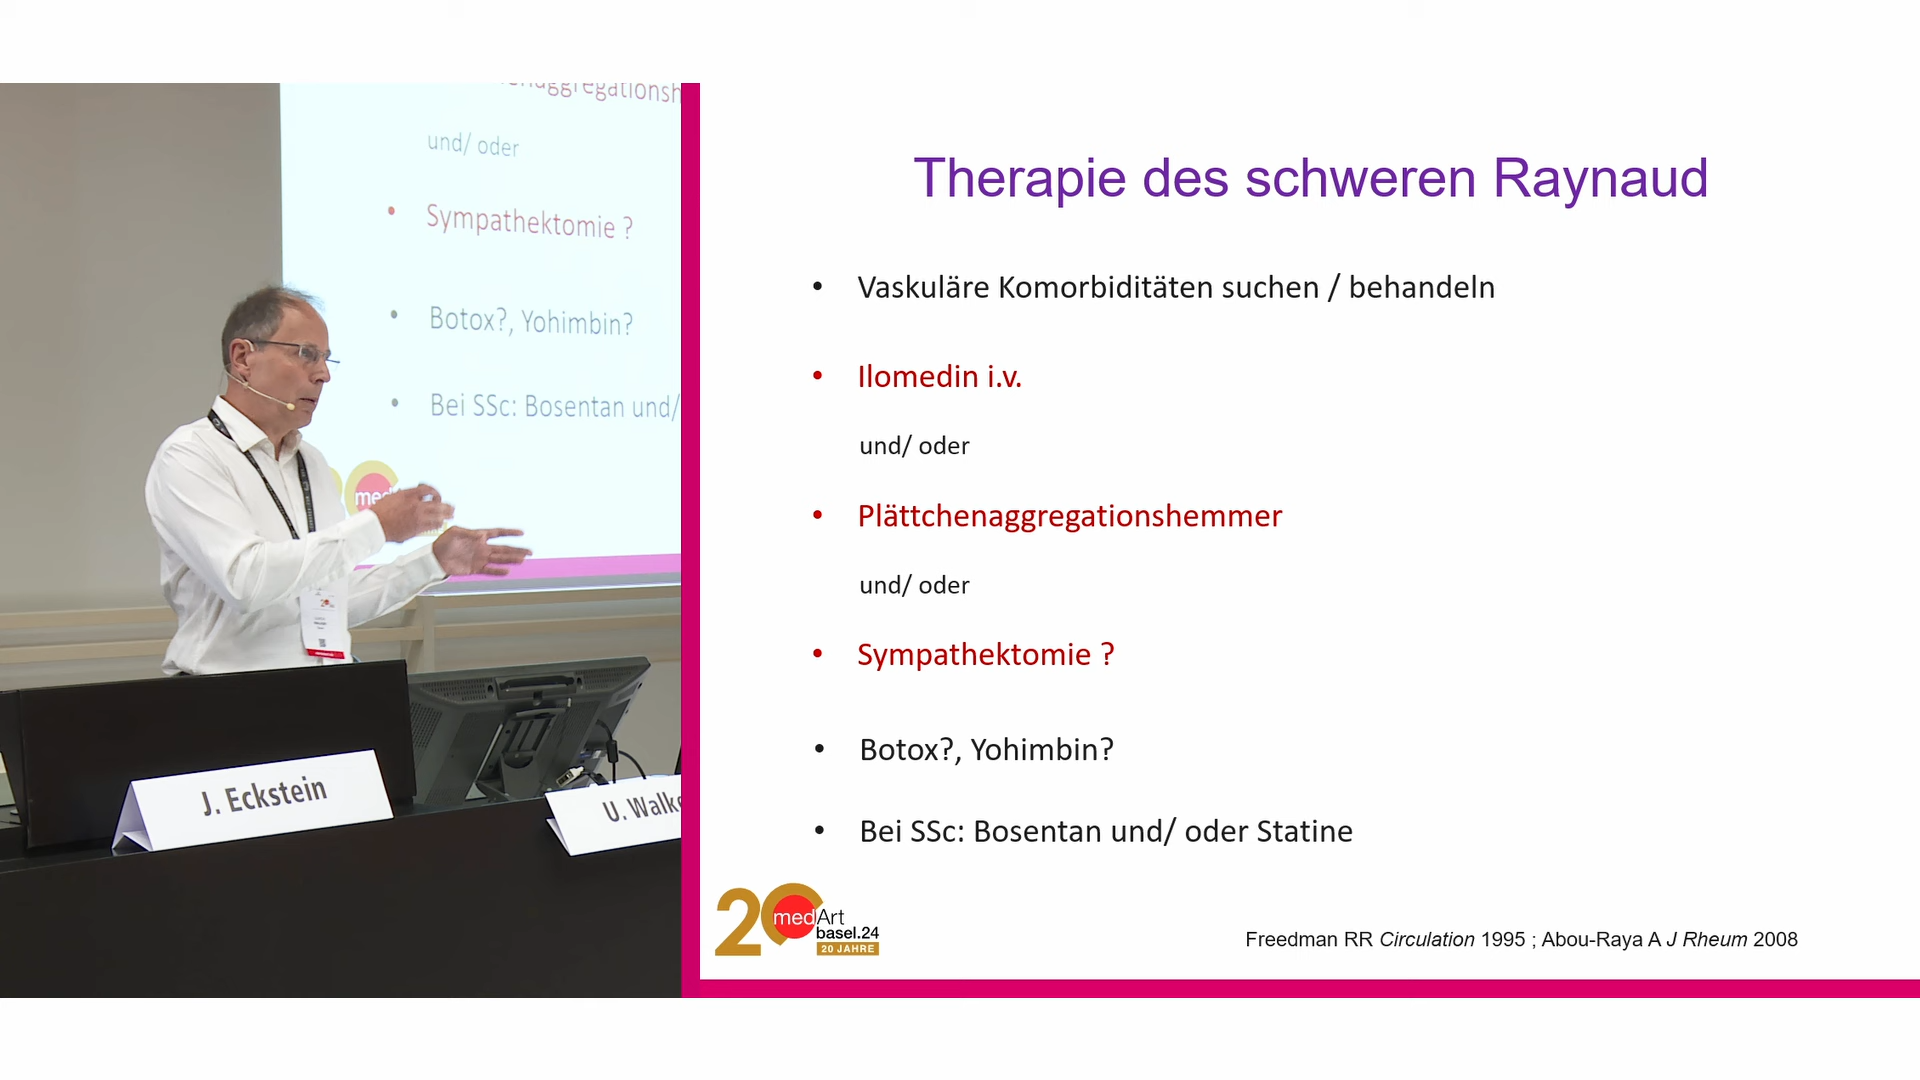 und/ oder
• Sympathektomie ?
• Botox?, Yohimbin?
• Bei SSc: Bosentan und/
med
J. Eckstein
U.
Therapie des schweren Raynaud
• Vaskuläre Komorbiditäten suchen / behandeln
• Ilomedin i.v.
und/ oder
• Plättchenaggregationshemmer
und/ oder
• Sympathektomie ?
• Botox?, Yohimbin?
• Bei SSc: Bosentan und/ oder Statine
20 medArt
basel.24
20 JAHRE
Freedman RR Circulation 1995 ; Abou-Raya A J Rheum 2008